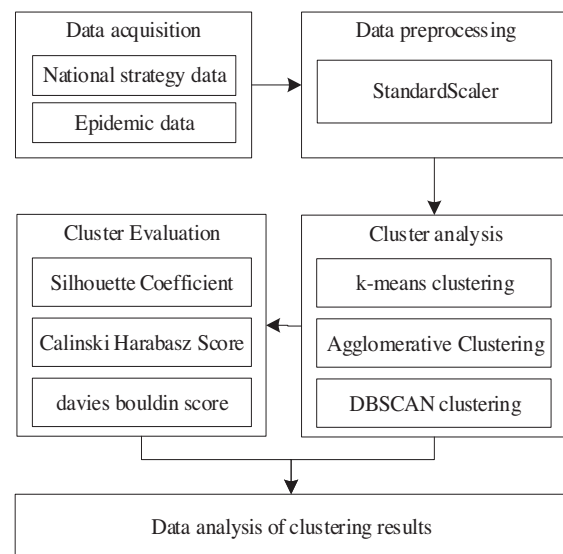 Data acquisition
National strategy data
Epidemic data
Data preprocessing
StandardScaler
Cluster analysis
k-means clustering
Agglomerative Clustering
DBSCAN clustering
Cluster Evaluation
Silhouette Coefficient
Calinski Harabasz Score
davies bouldin score
Data analysis of clustering results